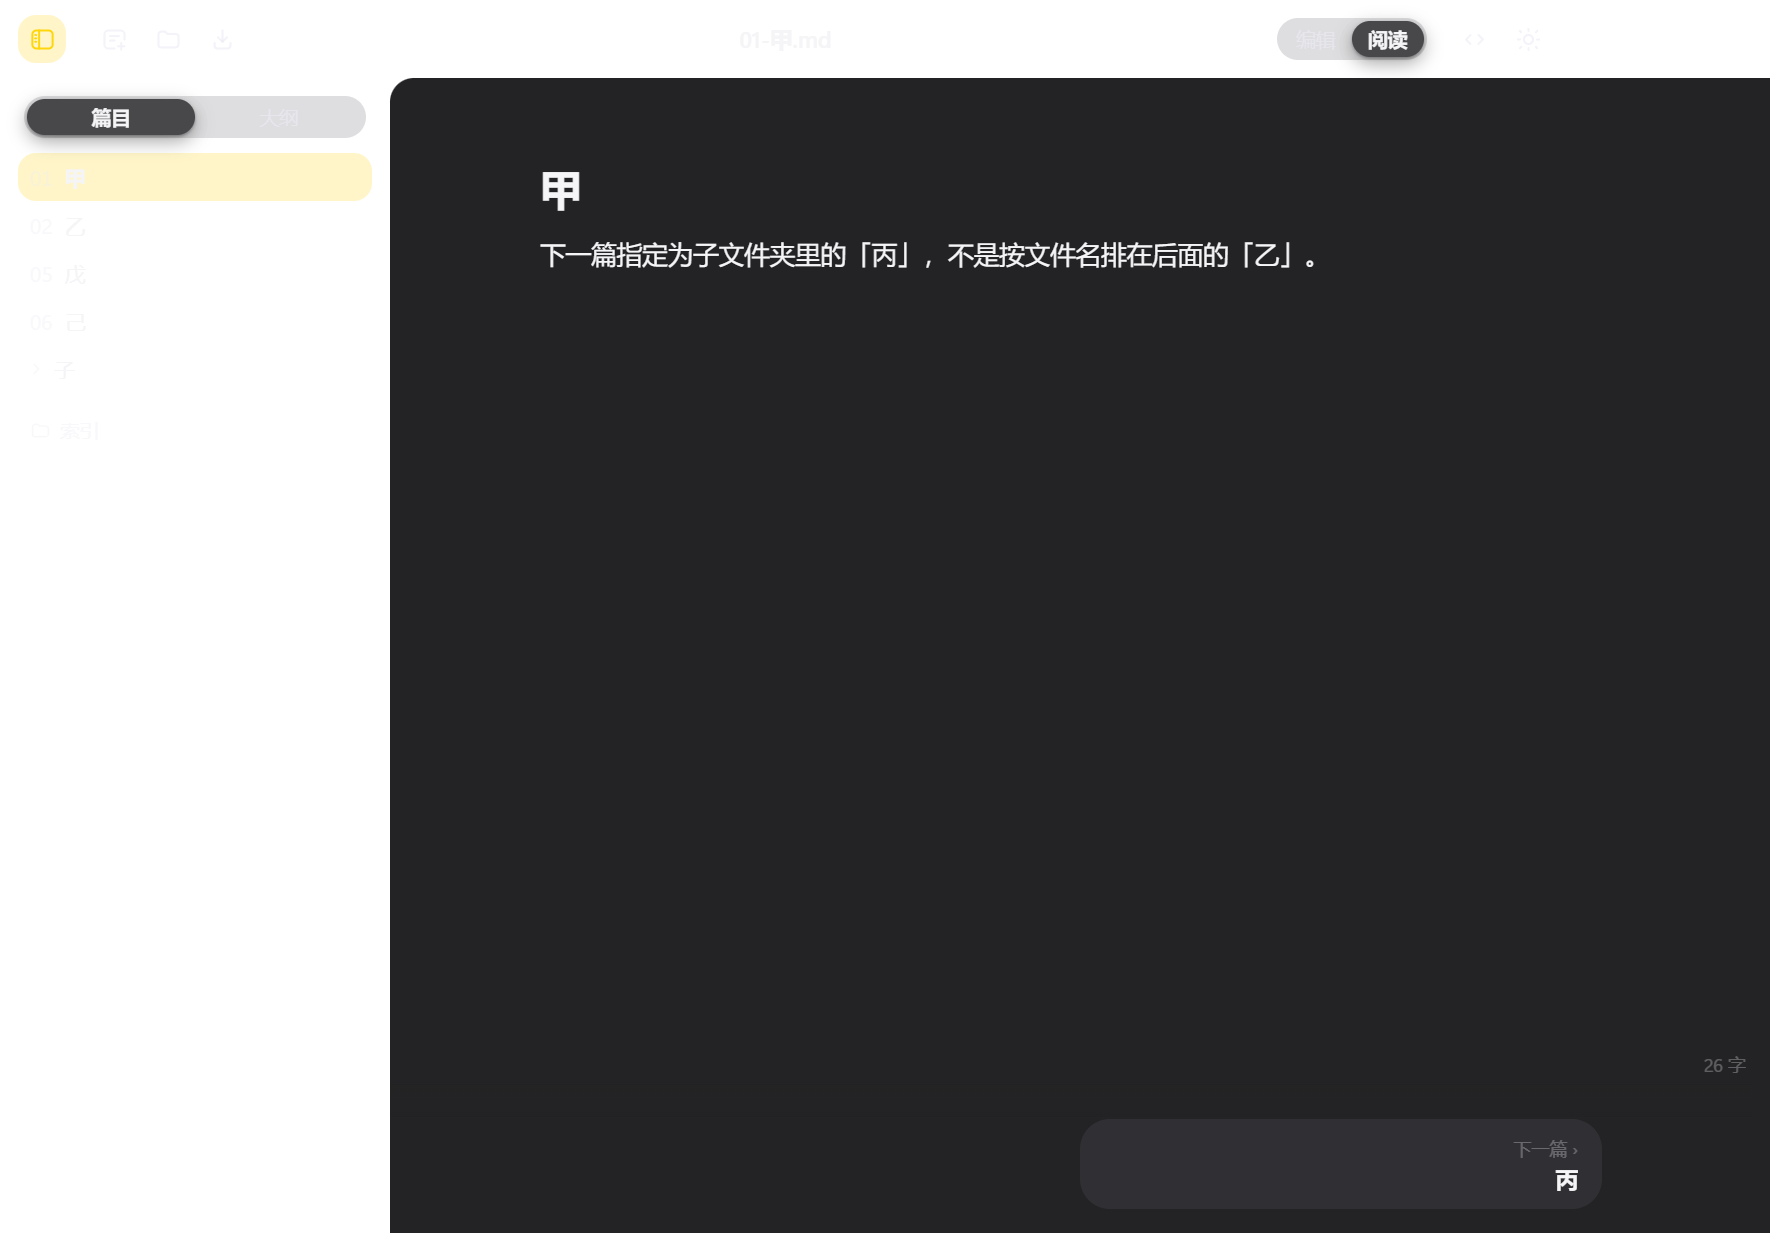 01-甲.md
编辑 阅读
篇目 大纲
01 甲
02 乙
05 戊
06 己
子
索引
甲
下一篇指定为子文件夹里的「丙」，不是按文件名排在后面的「乙」。
26 字
下一篇 ›
丙